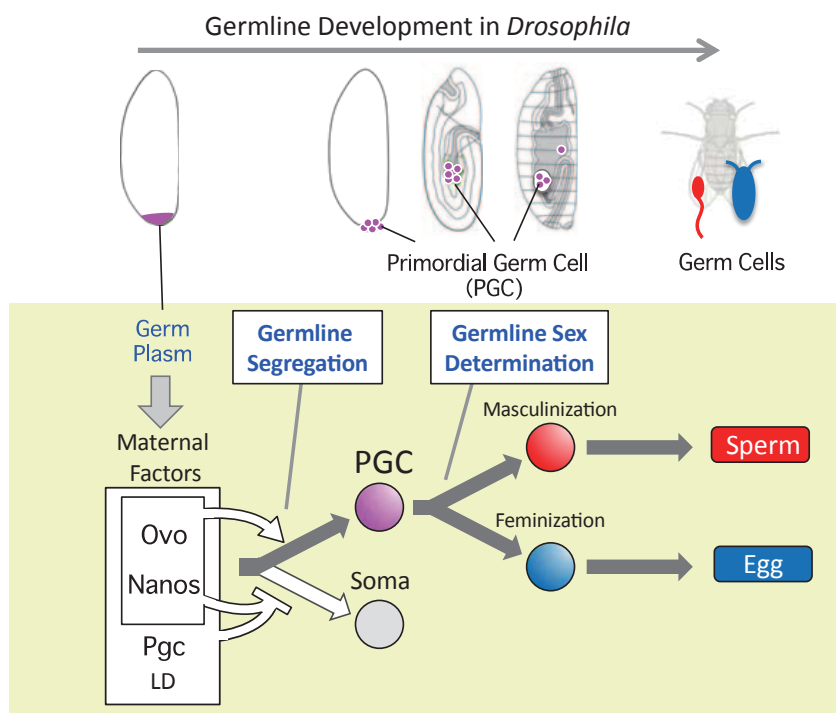 Germline Development in Drosophila
Primordial Germ Cell
(PGC)
Germ Cells
Germ
Plasm
Germline
Segregation
Germline Sex
Determination
Maternal
Factors
Masculinization
Sperm
PGC
Ovo
Feminization
Nanos
Soma
Egg
Pgc
LD